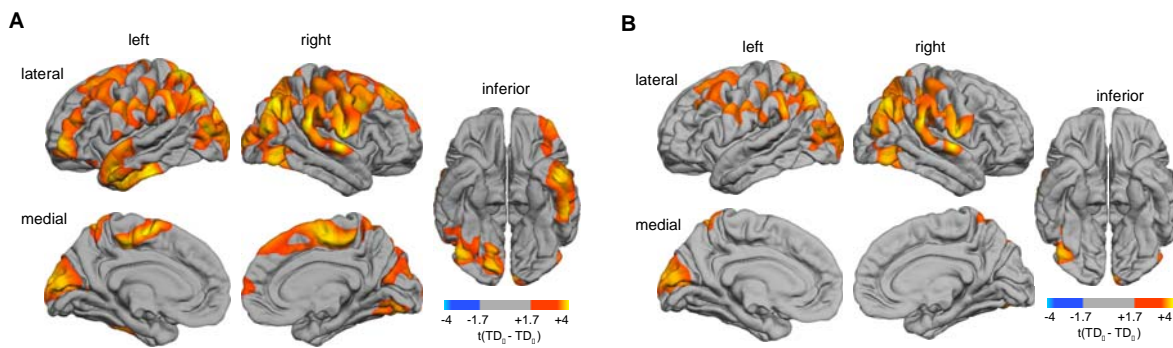 A
left right
lateral
inferior
medial
-4 -1.7 +1.7 +4
t(TD▯ - TD▯)
B
left right
lateral
inferior
medial
-4 -1.7 +1.7 +4
t(TD▯ - TD▯)